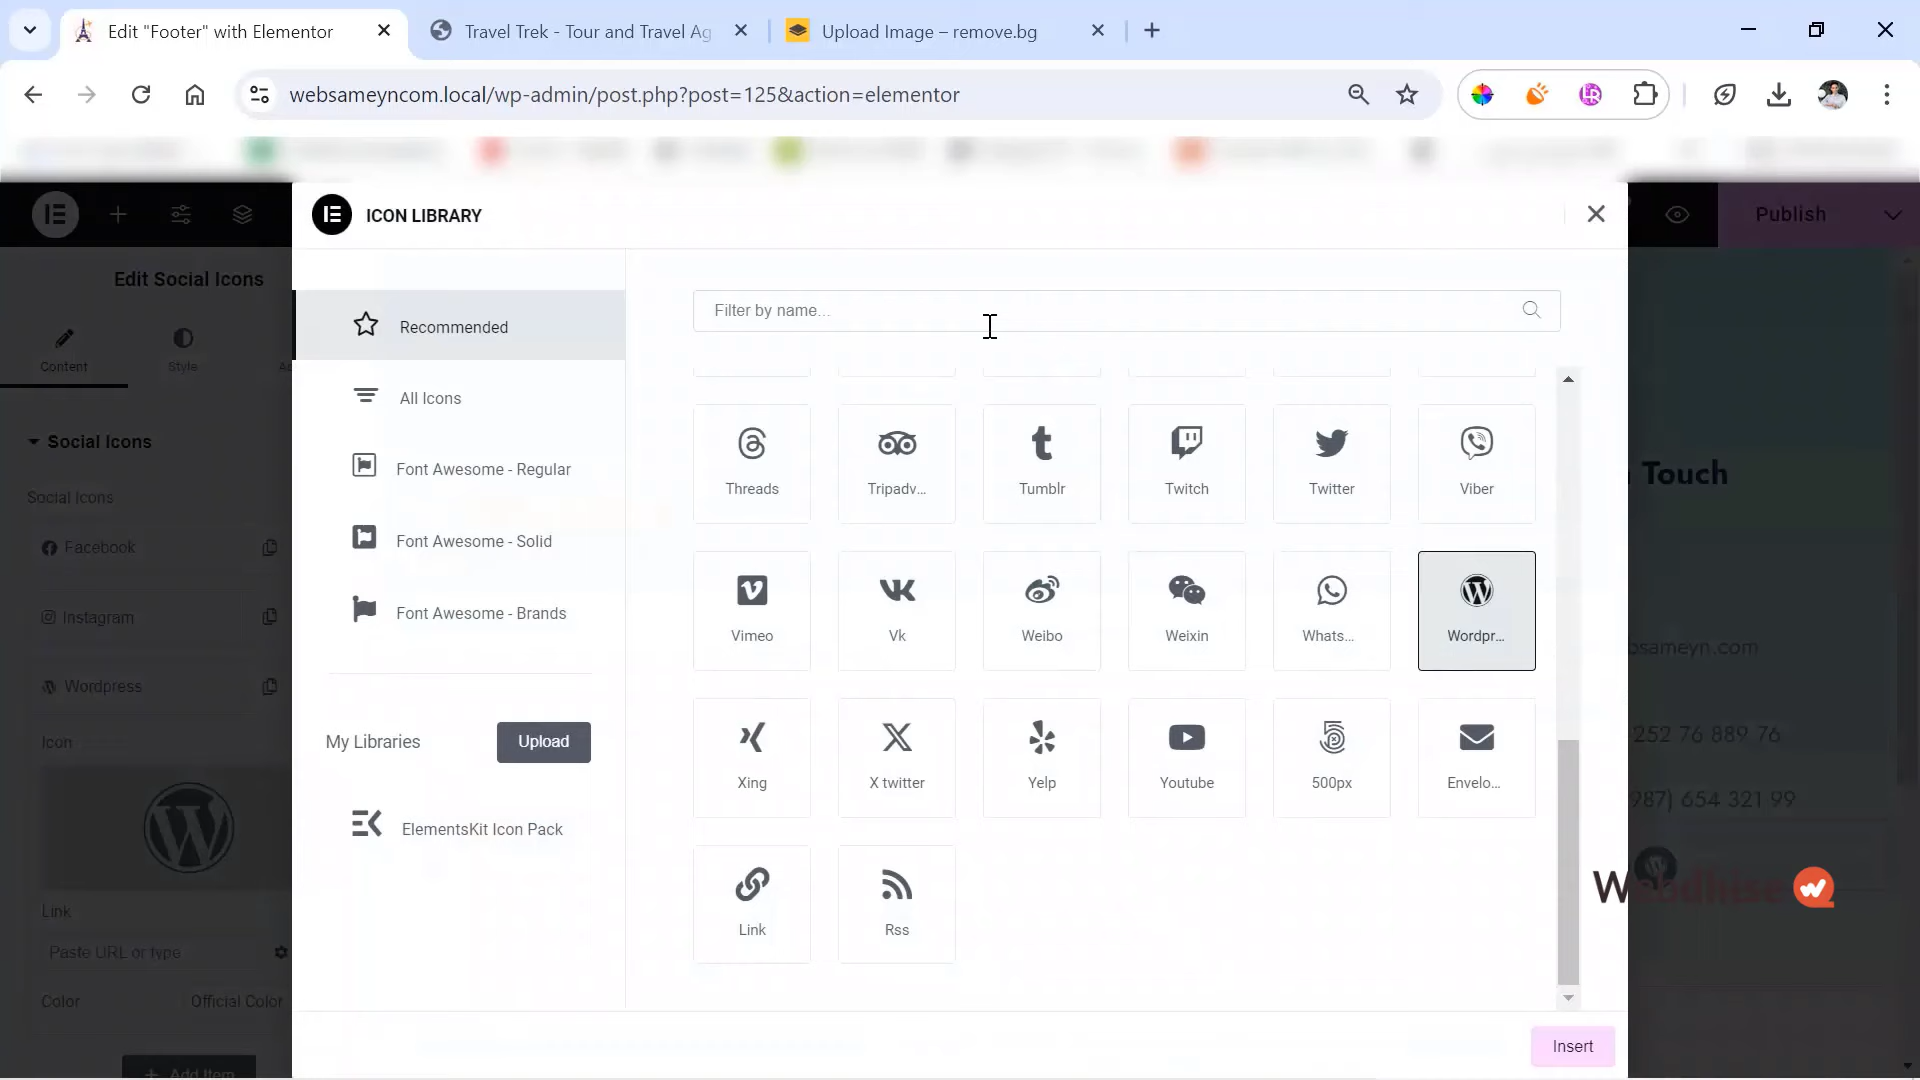 Edit "Footer" with Elementor
Travel Trek - Tour and Travel Ag
Upload Image – remove.bg
websameyncom.local/wp-admin/post.php?post=125&action=elementor
ICON LIBRARY
Publish
Edit Social Icons
Content
Style
Social Icons
Social Icons
Facebook
Instagram
Wordpress
Icon
Link
Paste URL or type
Color
Official Color
Add Item
Recommended
All Icons
Font Awesome - Regular
Font Awesome - Solid
Font Awesome - Brands
My Libraries
Upload
ElementsKit Icon Pack
Filter by name...
Threads
Tripadv...
Tumblr
Twitch
Twitter
Viber
Vimeo
Vk
Weibo
Weixin
Whats...
Wordpr...
Xing
X twitter
Yelp
Youtube
500px
Envelo...
Link
Rss
Insert
Touch
bsameyn.com
252 76 889 76
987) 654 321 99
Webdhise